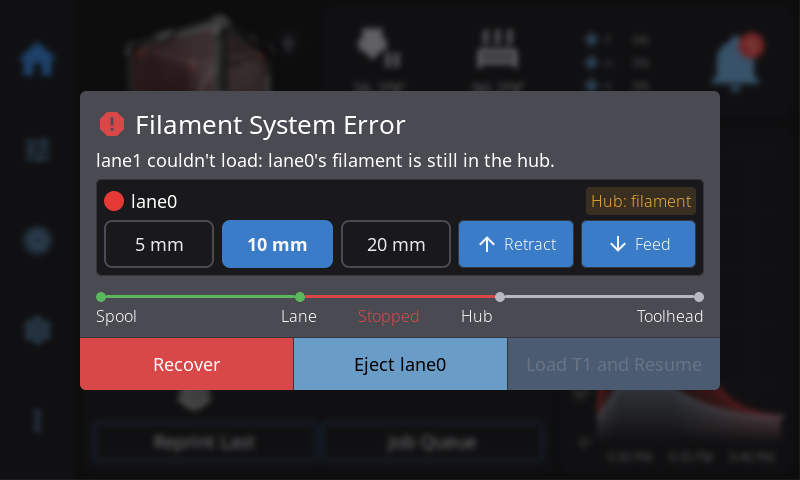 Filament System Error
lane1 couldn't load: lane0's filament is still in the hub.
lane0
Hub: filament
5 mm
10 mm
20 mm
Retract
Feed
Spool
Lane
Stopped
Hub
Toolhead
Recover
Eject lane0
Load T1 and Resume
Reprint Last
Job Queue